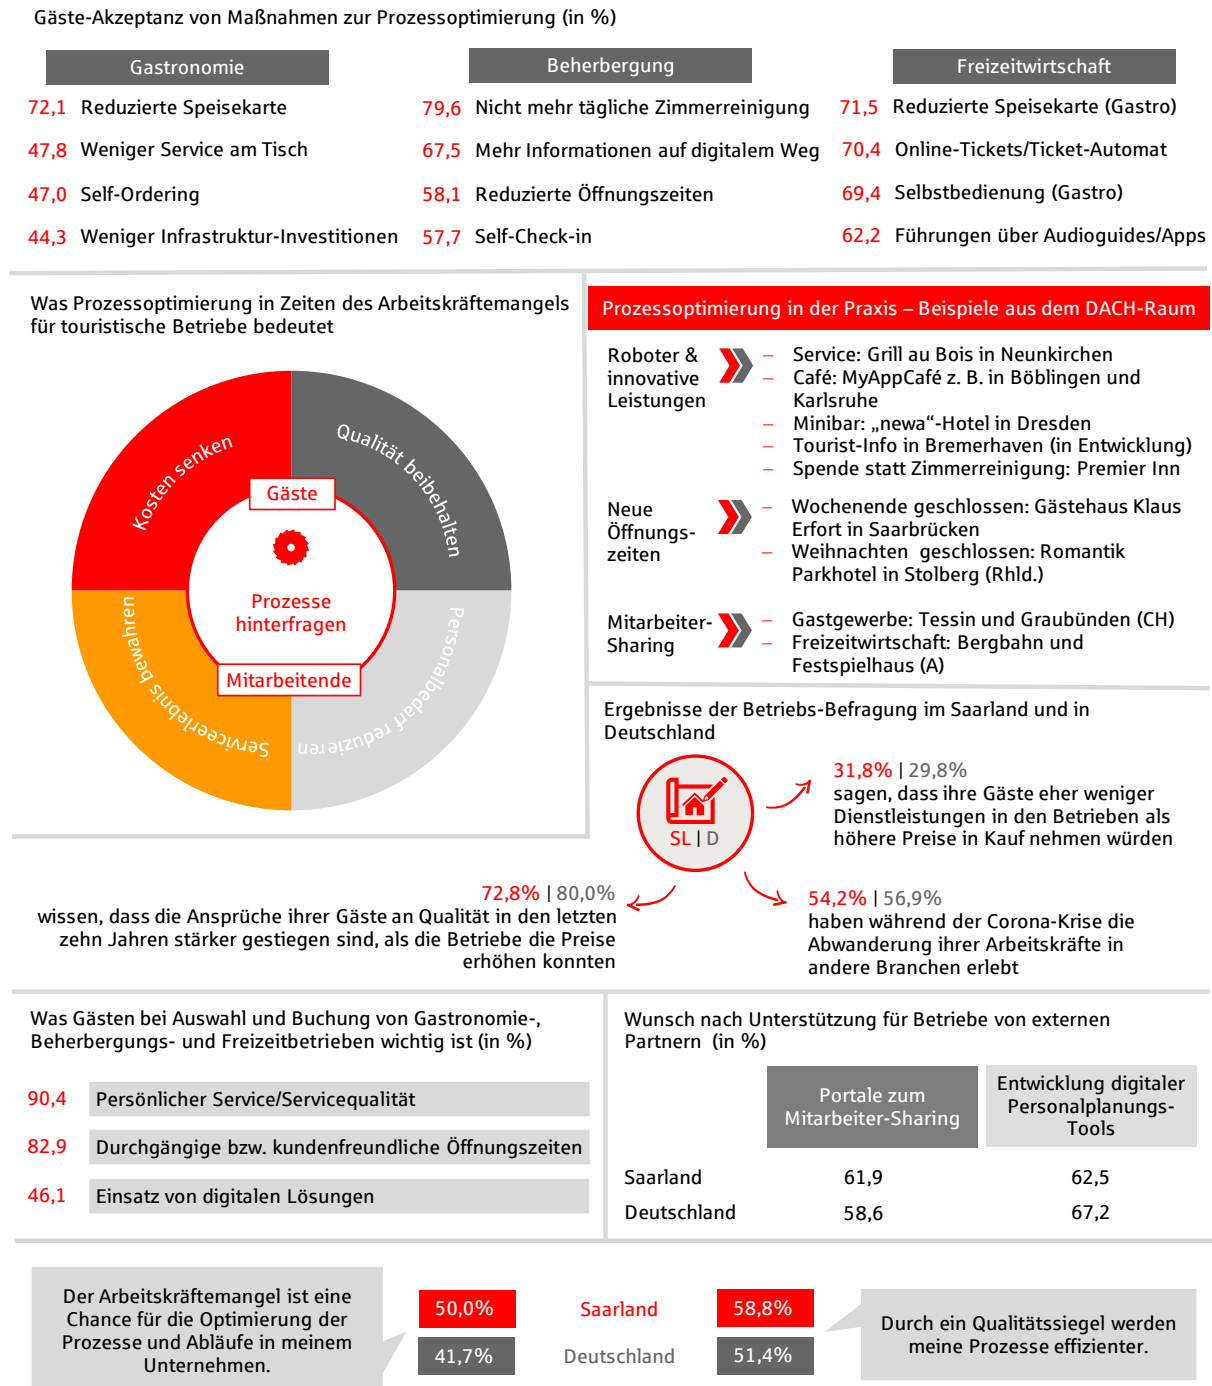 Gäste-Akzeptanz von Maßnahmen zur Prozessoptimierung (in %)
Gastronomie
72,1 Reduzierte Speisekarte
47,8 Weniger Service am Tisch
47,0 Self-Ordering
44,3 Weniger Infrastruktur-Investitionen
Beherbergung
79,6 Nicht mehr tägliche Zimmerreinigung
67,5 Mehr Informationen auf digitalem Weg
58,1 Reduzierte Öffnungszeiten
57,7 Self-Check-in
Freizeitwirtschaft
71,5 Reduzierte Speisekarte (Gastro)
70,4 Online-Tickets/Ticket-Automat
69,4 Selbstbedienung (Gastro)
62,2 Führungen über Audioguides/Apps
Was Prozessoptimierung in Zeiten des Arbeitskräftemangels
für touristische Betriebe bedeutet
Kosten senken
Qualität beibehalten
Personalbedarf reduzieren
Serviceerlebnis bewahren
Gäste
Prozesse
hinterfragen
Mitarbeitende
Prozessoptimierung in der Praxis – Beispiele aus dem DACH-Raum
Roboter &
innovative
Leistungen
– Service: Grill au Bois in Neunkirchen
– Café: MyAppCafé z. B. in Böblingen und
Karlsruhe
– Minibar: „newa“-Hotel in Dresden
– Tourist-Info in Bremerhaven (in Entwicklung)
– Spende statt Zimmerreinigung: Premier Inn
Neue
Öffnungs-
zeiten
– Wochenende geschlossen: Gästehaus Klaus
Erfort in Saarbrücken
– Weihnachten geschlossen: Romantik
Parkhotel in Stolberg (Rhld.)
Mitarbeiter-
Sharing
– Gastgewerbe: Tessin und Graubünden (CH)
– Freizeitwirtschaft: Bergbahn und
Festspielhaus (A)
Ergebnisse der Betriebs-Befragung im Saarland und in
Deutschland
SL | D
31,8% | 29,8%
sagen, dass ihre Gäste eher weniger
Dienstleistungen in den Betrieben als
höhere Preise in Kauf nehmen würden
72,8% | 80,0%
wissen, dass die Ansprüche ihrer Gäste an Qualität in den letzten
zehn Jahren stärker gestiegen sind, als die Betriebe die Preise
erhöhen konnten
54,2% | 56,9%
haben während der Corona-Krise die
Abwanderung ihrer Arbeitskräfte in
andere Branchen erlebt
Was Gästen bei Auswahl und Buchung von Gastronomie-,
Beherbergungs- und Freizeitbetrieben wichtig ist (in %)
90,4 Persönlicher Service/Servicequalität
82,9 Durchgängige bzw. kundenfreundliche Öffnungszeiten
46,1 Einsatz von digitalen Lösungen
Wunsch nach Unterstützung für Betriebe von externen
Partnern (in %)
Portale zum
Mitarbeiter-Sharing
Entwicklung digitaler
Personalplanungs-
Tools
Saarland 61,9 62,5
Deutschland 58,6 67,2
Der Arbeitskräftemangel ist eine
Chance für die Optimierung der
Prozesse und Abläufe in meinem
Unternehmen.
50,0% Saarland 58,8%
41,7% Deutschland 51,4%
Durch ein Qualitätssiegel werden
meine Prozesse effizienter.